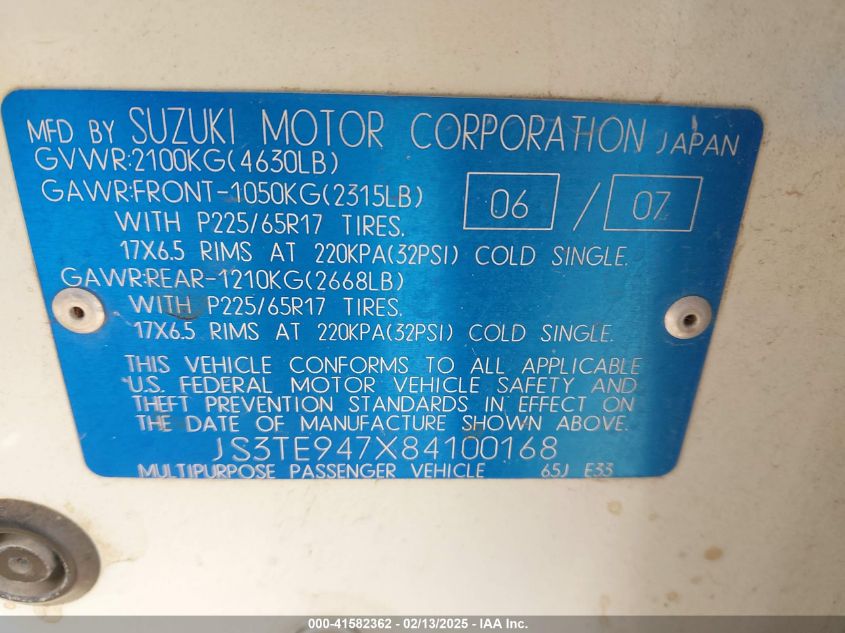 MFD BY SUZUKI MOTOR CORPORATION JAPAN
GVWR:2100KG(4630LB)
GAWR:FRONT-1050KG(2315LB) 06 / 07
WITH P225/65R17 TIRES,
17X6.5 RIMS AT 220KPA(32PSI) COLD SINGLE.
GAWR:REAR-1210KG(2668LB)
WITH P225/65R17 TIRES,
17X6.5 RIMS AT 220KPA(32PSI) COLD SINGLE.
THIS VEHICLE CONFORMS TO ALL APPLICABLE
U.S. FEDERAL MOTOR VEHICLE SAFETY AND
THEFT PREVENTION STANDARDS IN EFFECT ON
THE DATE OF MANUFACTURE SHOWN ABOVE.
JS3TE947X84100168
MULTIPURPOSE PASSENGER VEHICLE 65J E33
000-41582362 - 02/13/2025 - IAA Inc.